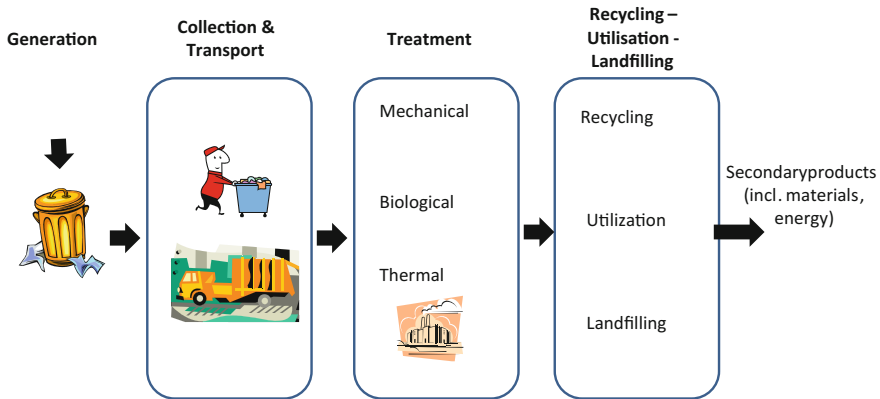 Generation
Collection &
Transport
Treatment
Recycling –
Utilisation -
Landfilling
Mechanical
Biological
Thermal
Recycling
Utilization
Landfilling
Secondaryproducts
(incl. materials,
energy)